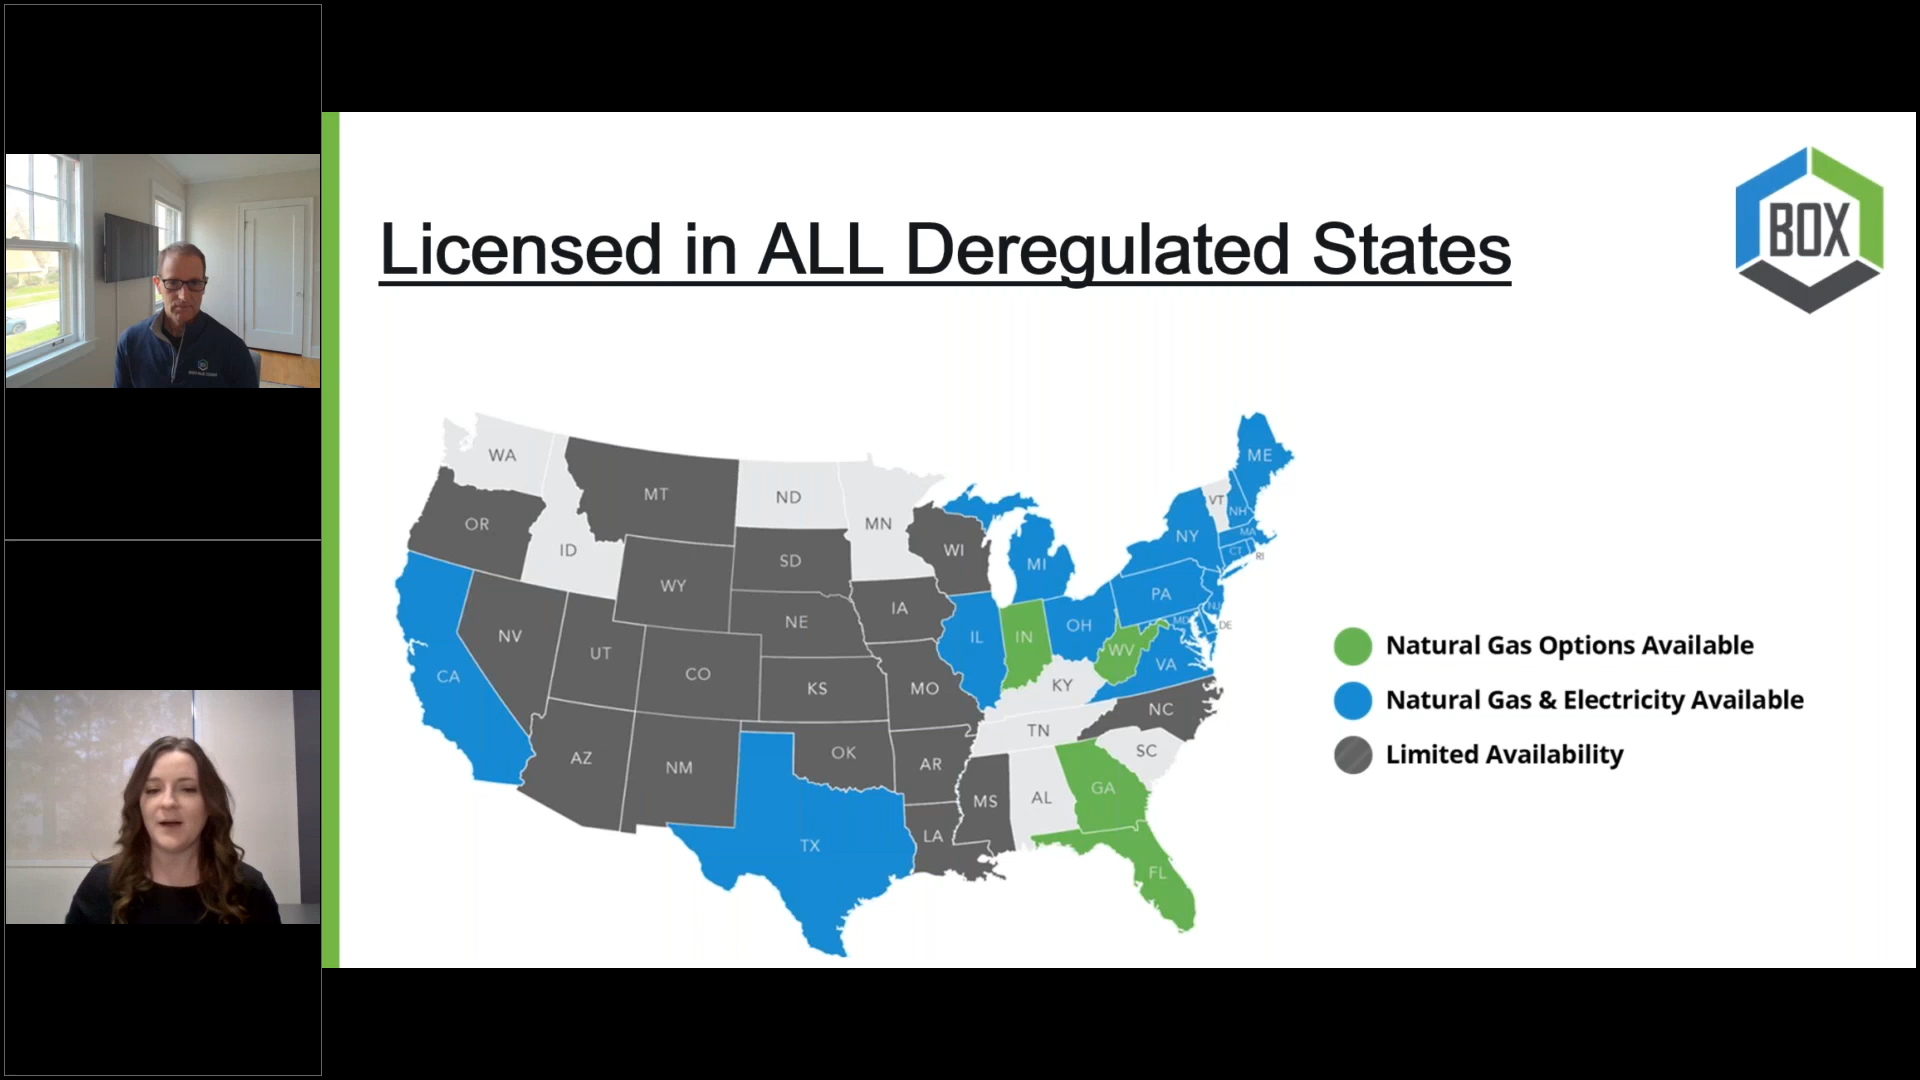 Licensed in ALL Deregulated States
BOX
WA
MT
ND
MN
OR
ID
WY
SD
WI
MI
ME
VT
NH
NY
MA
CT
RI
NV
UT
CO
NE
IA
IL
IN
OH
PA
NJ
MD
DE
CA
KS
MO
KY
WV
VA
AZ
NM
OK
AR
TN
NC
SC
TX
LA
MS
AL
GA
FL
Natural Gas Options Available
Natural Gas & Electricity Available
Limited Availability